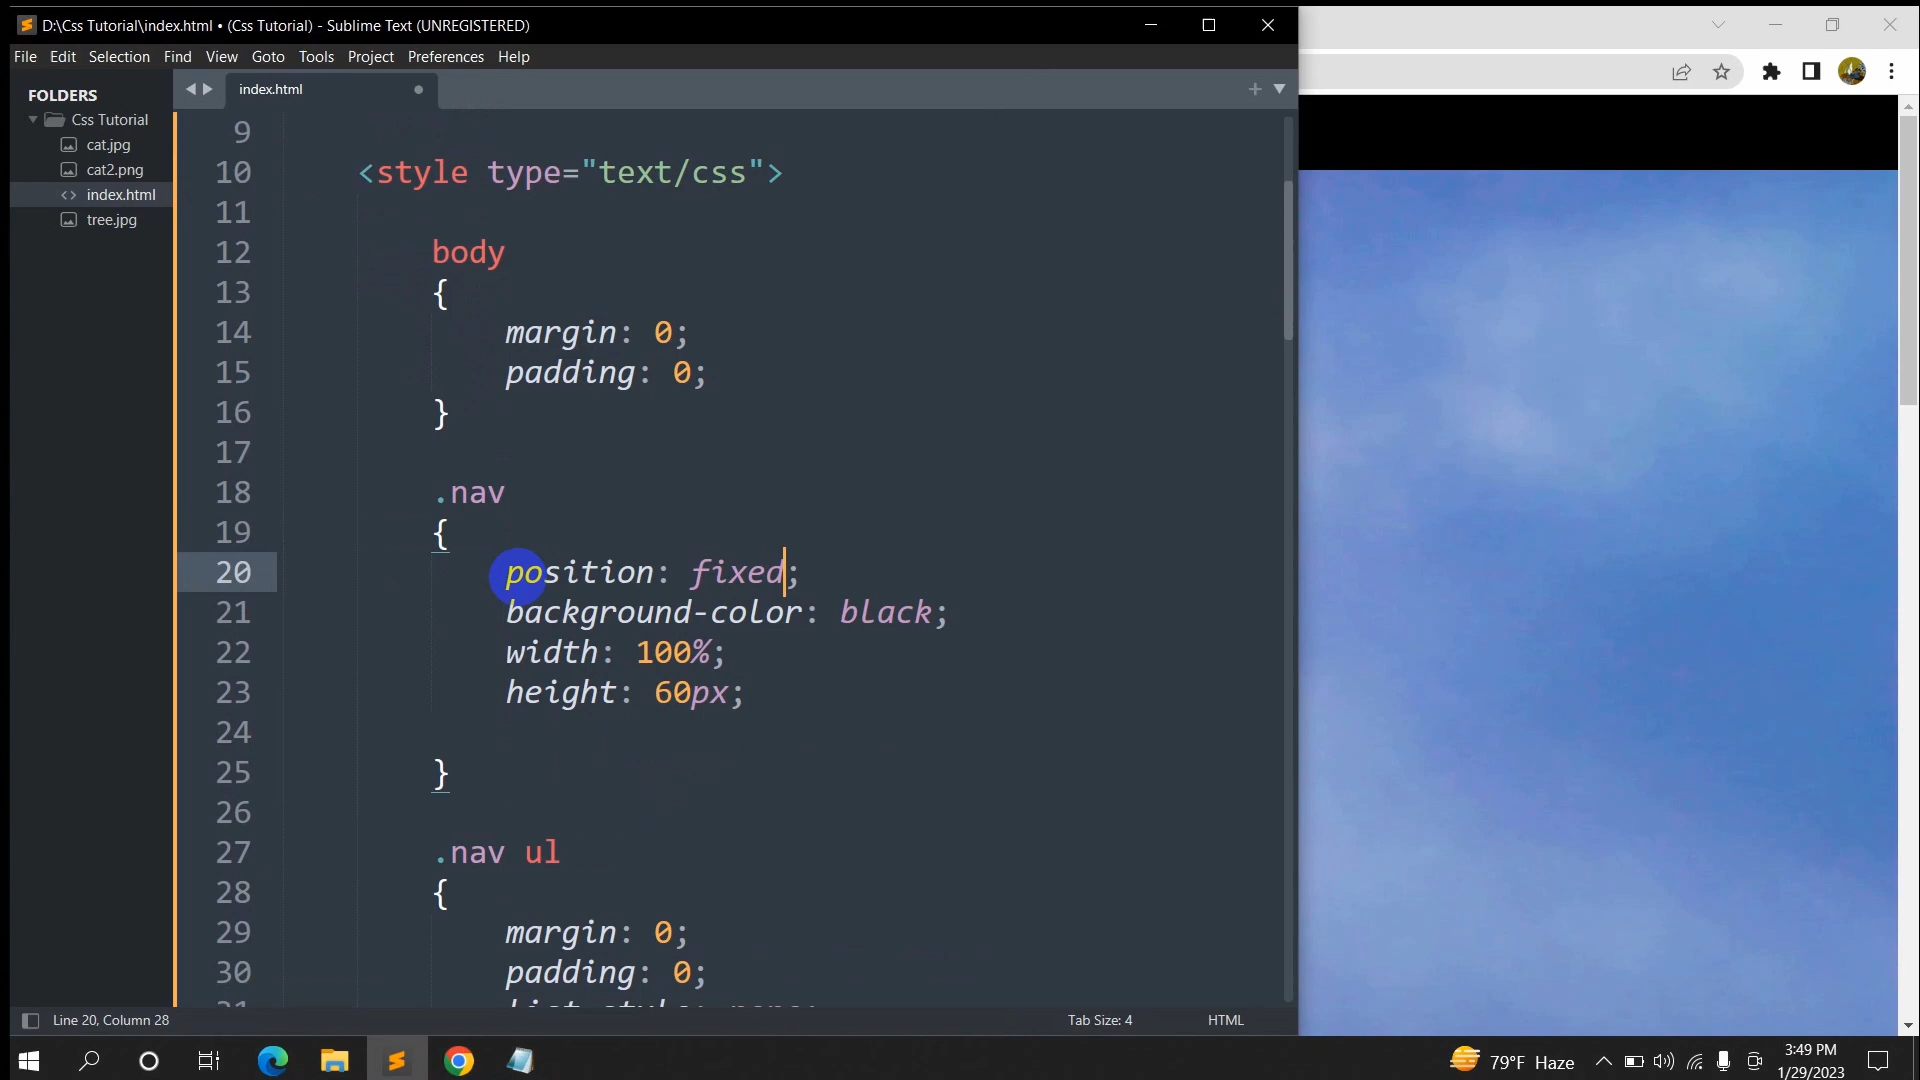 D:\Css Tutorial\index.html • (Css Tutorial) - Sublime Text (UNREGISTERED)
File Edit Selection Find View Goto Tools Project Preferences Help
FOLDERS
Css Tutorial
cat.jpg
cat2.png
index.html
tree.jpg
index.html
9
10 <style type="text/css">
11
12 body
13 {
14 margin: 0;
15 padding: 0;
16 }
17
18 .nav
19 {
20 position: fixed;
21 background-color: black;
22 width: 100%;
23 height: 60px;
24
25 }
26
27 .nav ul
28 {
29 margin: 0;
30 padding: 0;
Line 20, Column 28
Tab Size: 4
HTML
79°F Haze
3:49 PM
1/29/2023